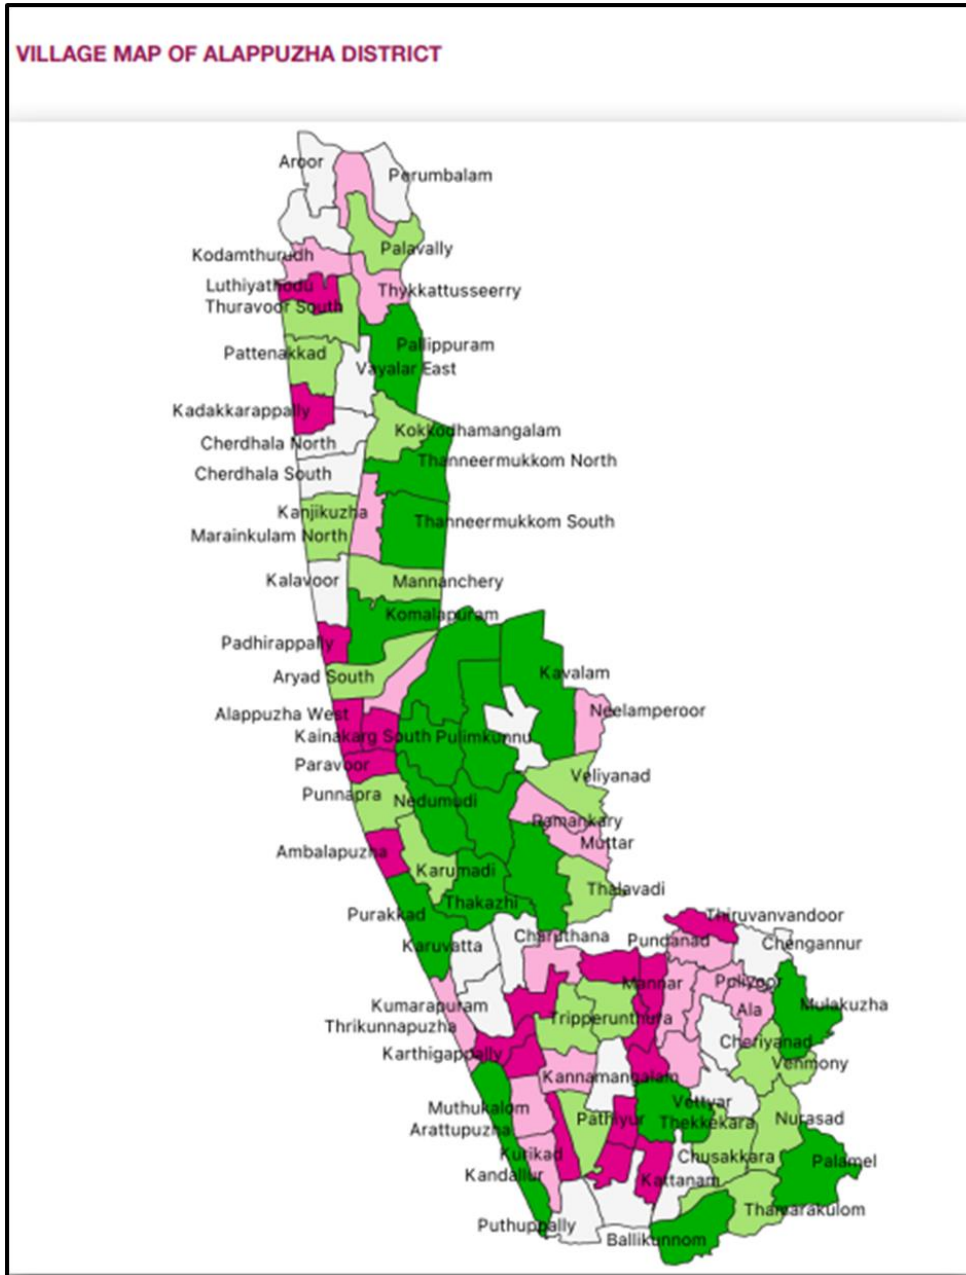 VILLAGE MAP OF ALAPPUZHA DISTRICT
Aroor
Perumbalam
Palavally
Kodamthurudh
Luthiyathodu
Thykkattusseerry
Thuravoor South
Pallippuram
Pattenakkad
Vayalar East
Kadakkarappally
Kokkodhamangalam
Cherdhala North
Thanneermukkom North
Cherdhala South
Kanjikuzha
Thanneermukkom South
Marainkulam North
Kalavoor
Mannanchery
Komalapuram
Padhirappally
Kavalam
Aryad South
Neelamperoor
Alappuzha West
Kainakarg South
Pulimkunnu
Paravoor
Veliyanad
Punnapra
Nedumudi
Ramankary
Muttar
Ambalapuzha
Karumadi
Thalavadi
Thakazhi
Purakkad
Thiruvanvandoor
Charuthana
Pundanad
Chengannur
Karuvatta
Mannar
Puliyoor
Kumarapuram
Ala
Mulakuzha
Tripperunthura
Thrikunnapuzha
Cheriyanad
Karthigappally
Venmony
Kannamangalam
Muthukalom
Vettyar
Pathiyur
Thekkekara
Nurasad
Arattupuzha
Kurikad
Chusakkara
Palamel
Kandallur
Kattanam
Thamarakulom
Puthuppally
Ballikunnom